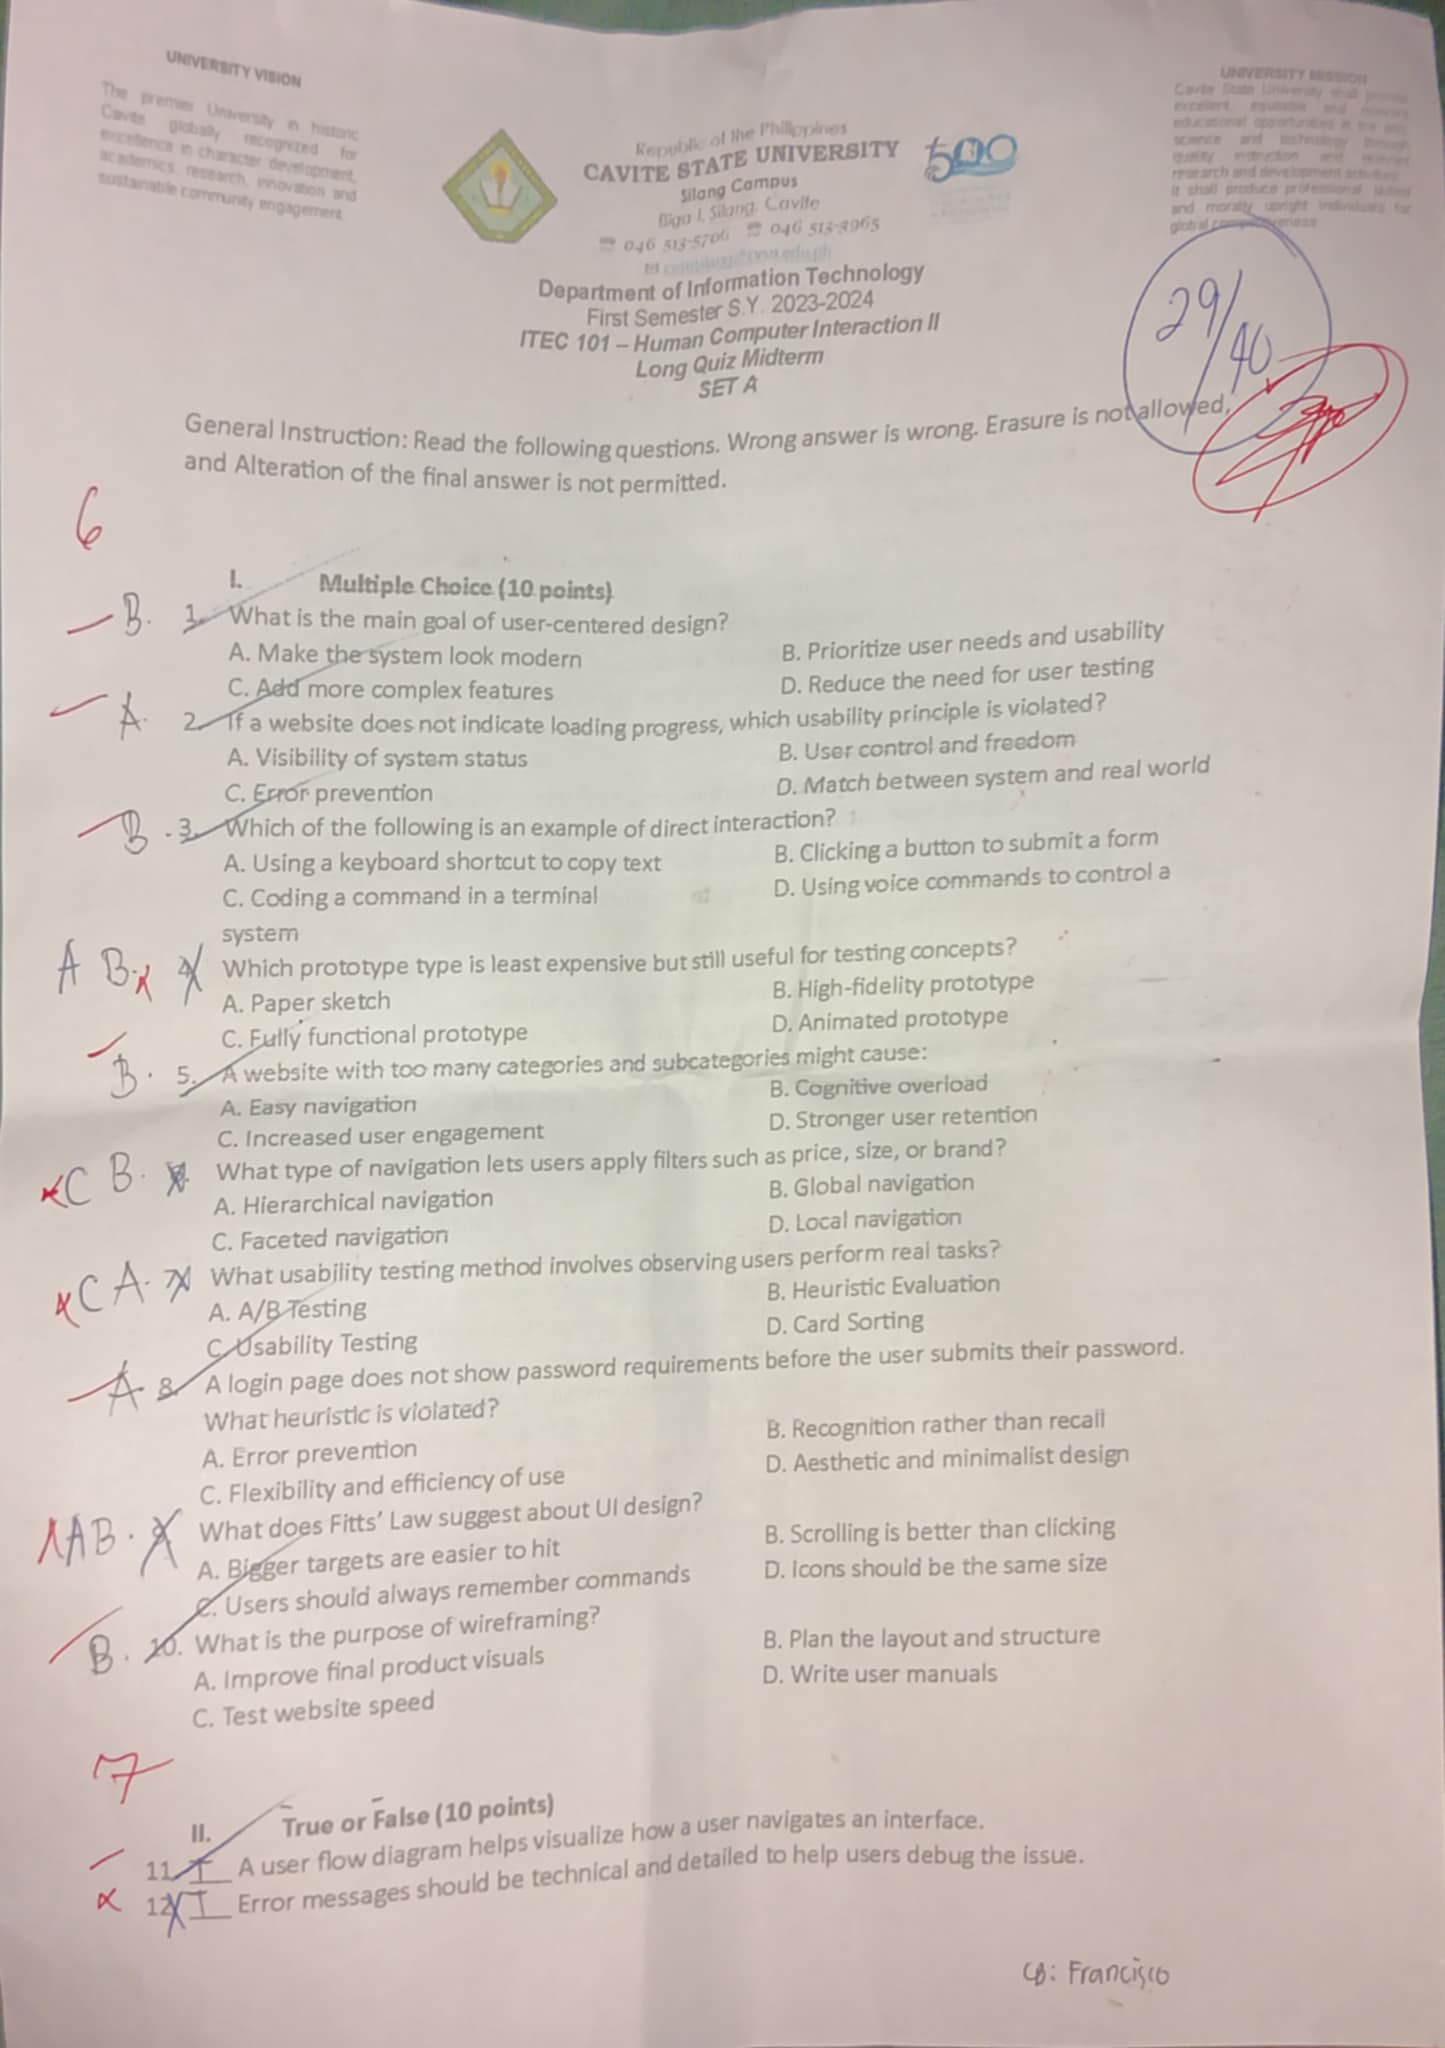 UNIVERSITY VISION
The premier University in historic
Cavite globally recognized for
excellence in character development,
academics, research, innovation and
sustainable community engagement.
Republic of the Philippines
CAVITE STATE UNIVERSITY
Silang Campus
Biga I, Silang, Cavite
☎ 046 513-5706 ☎ 046 513-3965
500
UNIVERSITY MISSION
Cavite State University shall provide
excellent, equitable and relevant
educational opportunities in the arts,
science and technology through
quality instruction and relevant
research and development activities.
It shall produce professional, skilled
and morally upright individuals for
global competitiveness
Department of Information Technology
First Semester S.Y. 2023-2024
ITEC 101 – Human Computer Interaction II
Long Quiz Midterm
SET A
29/40
General Instruction: Read the following questions. Wrong answer is wrong. Erasure is not allowed,
and Alteration of the final answer is not permitted.
6
I. Multiple Choice (10 points)
B. 1. What is the main goal of user-centered design?
A. Make the system look modern B. Prioritize user needs and usability
C. Add more complex features D. Reduce the need for user testing
A. 2. If a website does not indicate loading progress, which usability principle is violated?
A. Visibility of system status B. User control and freedom
C. Error prevention D. Match between system and real world
B. 3. Which of the following is an example of direct interaction?
A. Using a keyboard shortcut to copy text B. Clicking a button to submit a form
C. Coding a command in a terminal D. Using voice commands to control a
system
A B. 4. Which prototype type is least expensive but still useful for testing concepts?
A. Paper sketch B. High-fidelity prototype
C. Fully functional prototype D. Animated prototype
B. 5. A website with too many categories and subcategories might cause:
A. Easy navigation B. Cognitive overload
C. Increased user engagement D. Stronger user retention
C B. What type of navigation lets users apply filters such as price, size, or brand?
A. Hierarchical navigation B. Global navigation
C. Faceted navigation D. Local navigation
C A. 7. What usability testing method involves observing users perform real tasks?
A. A/B Testing B. Heuristic Evaluation
C. Usability Testing D. Card Sorting
A 8. A login page does not show password requirements before the user submits their password.
What heuristic is violated?
A. Error prevention B. Recognition rather than recall
C. Flexibility and efficiency of use D. Aesthetic and minimalist design
A B. 9. What does Fitts' Law suggest about UI design?
A. Bigger targets are easier to hit B. Scrolling is better than clicking
C. Users should always remember commands D. Icons should be the same size
B. 10. What is the purpose of wireframing?
A. Improve final product visuals B. Plan the layout and structure
C. Test website speed D. Write user manuals
7
II. True or False (10 points)
11. T A user flow diagram helps visualize how a user navigates an interface.
12. T Error messages should be technical and detailed to help users debug the issue.
CB: Francisco